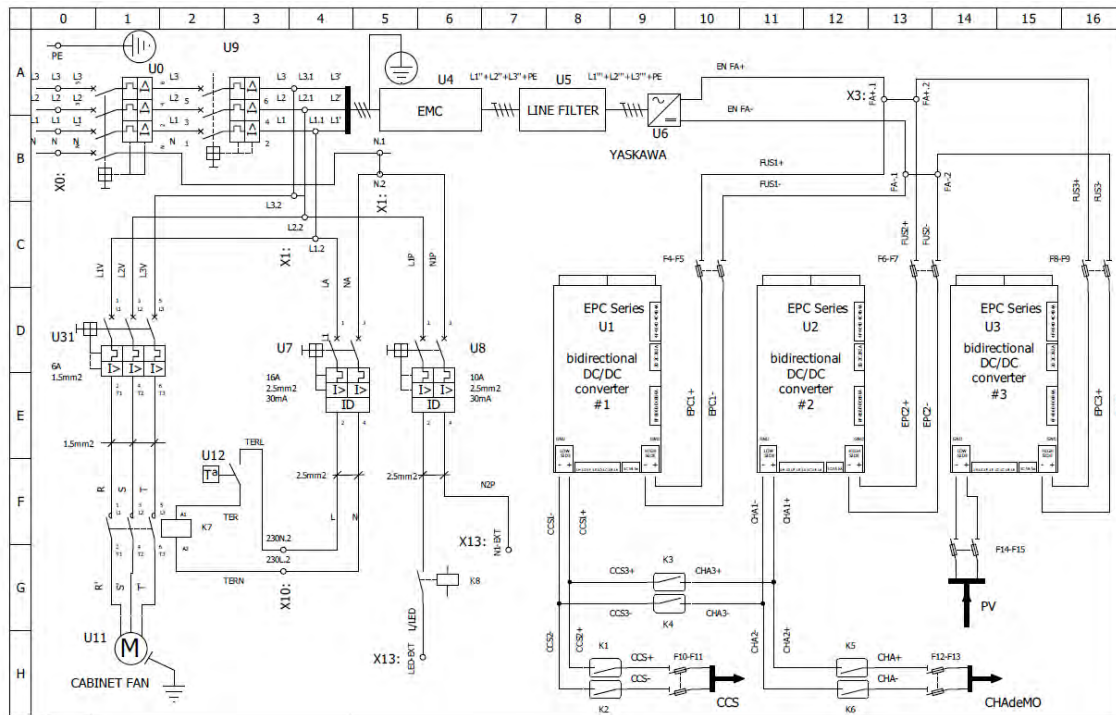 0 1 2 3 4 5 6 7 8 9 10 11 12 13 14 15 16
A
B
C
D
E
F
G
H
PE
U0
U9
L3 L3 L3 L3 L3 L3.1 L3'
L2 L2 L2 L2 L2 L2.1 L2'
L1 L1 L1 L1 L1 L1.1 L1'
N N N N
X0:
U4
EMC
L1''+L2''+L3''+PE
U5
LINE FILTER
L1'''+L2'''+L3'''+PE
U6
YASKAWA
EN FA+
EN FA-
X3:
FA+.1
FA+.2
FA-.1
FA-.2
FUS1+
FUS1-
FUS2+
FUS2-
FUS3+
FUS3-
N.1
N.2
X1:
L3.2
L2.2
L1.2
X1:
L1V
L2V
L3V
LA
NA
L1P
N1P
F4-F5
F6-F7
F8-F9
U31
6A
1.5mm2
U7
16A
2.5mm2
30mA
I> I>
ID
U8
10A
2.5mm2
30mA
I> I>
ID
I> I> I>
EPC Series
U1
bidirectional
DC/DC
converter
#1
EPC Series
U2
bidirectional
DC/DC
converter
#2
EPC Series
U3
bidirectional
DC/DC
converter
#3
EPC1+
EPC1-
EPC2+
EPC2-
EPC3+
1.5mm2
2.5mm2
2.5mm2
TERL
U12
Ta
TER
K7
A1
A2
R
S
T
L
N
N2P
X13:
N1-EXT
230N.2
230L.2
TERN
X10:
K8
L/LED
LED-EXT
X13:
R'
S'
T'
U11
M
CABINET FAN
CCS1-
CCS1+
CHA1-
CHA1+
K3
CCS3+
CHA3+
CCS3-
CHA3-
K4
CCS2-
CCS2+
CHA2-
CHA2+
K1
CCS+
F10-F11
CCS-
K2
CCS
K5
CHA+
F12-F13
CHA-
K6
CHAdeMO
F14-F15
PV